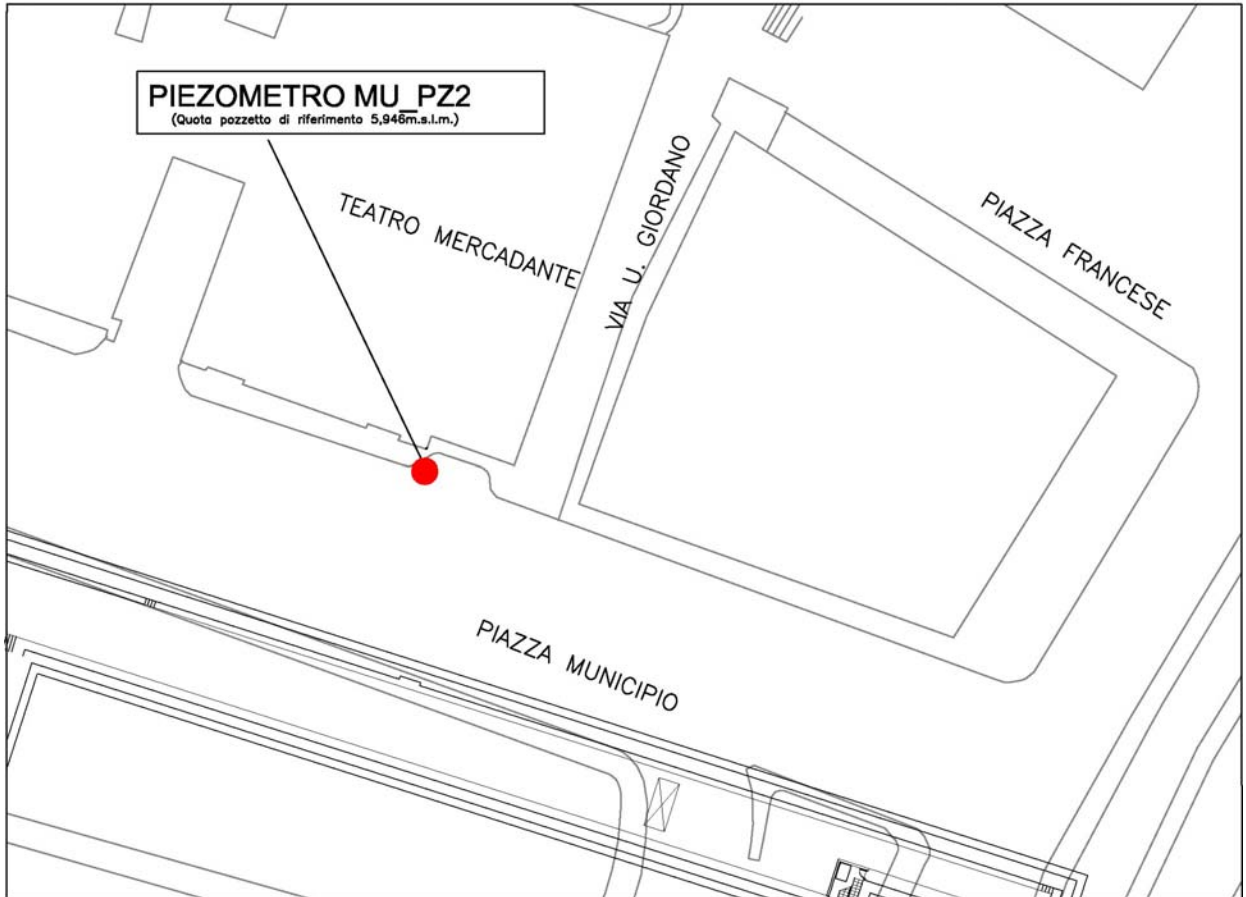 PIEZOMETRO MU_PZ2
(Quota pozzetto di riferimento 5,946m.s.l.m.)
TEATRO MERCADANTE
VIA U. GIORDANO
PIAZZA FRANCESE
PIAZZA MUNICIPIO